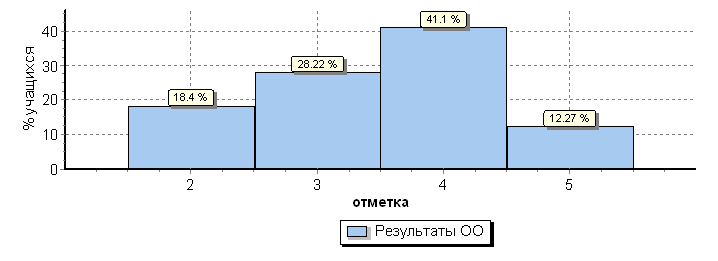 % учащихся
40
30
20
10
0
18.4 %
28.22 %
41.1 %
12.27 %
2 3 4 5
отметка
Результаты ОО